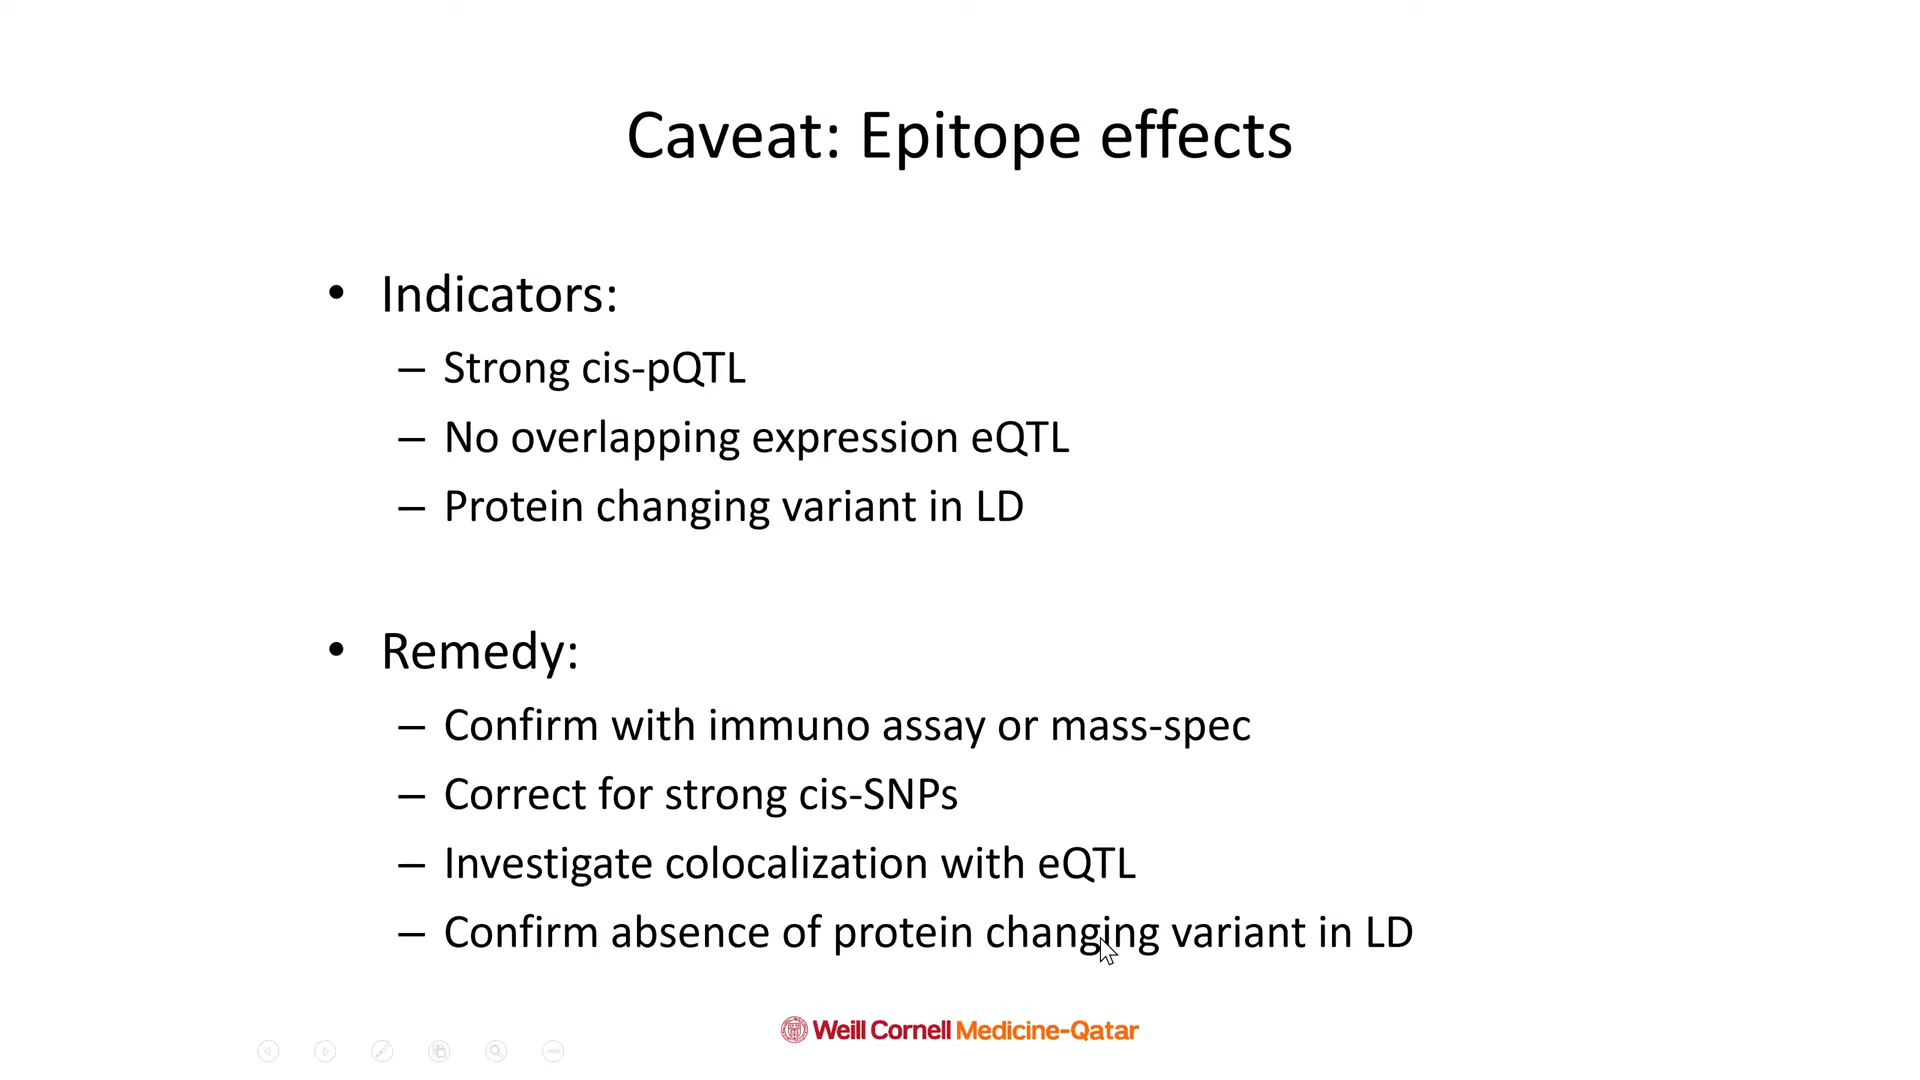 Caveat: Epitope effects
• Indicators:
– Strong cis-pQTL
– No overlapping expression eQTL
– Protein changing variant in LD
• Remedy:
– Confirm with immuno assay or mass-spec
– Correct for strong cis-SNPs
– Investigate colocalization with eQTL
– Confirm absence of protein changing variant in LD
Weill Cornell Medicine-Qatar